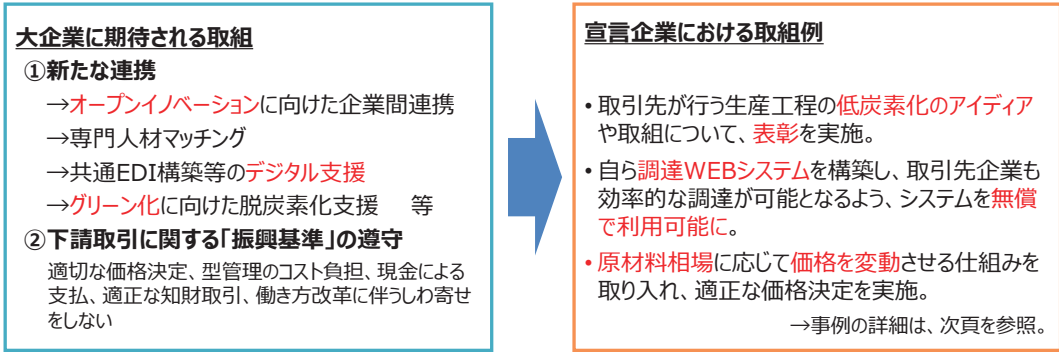 大企業に期待される取組
①新たな連携
→オープンイノベーションに向けた企業間連携
→専門人材マッチング
→共通EDI構築等のデジタル支援
→グリーン化に向けた脱炭素化支援　等
②下請取引に関する「振興基準」の遵守
適切な価格決定、型管理のコスト負担、現金による
支払、適正な知財取引、働き方改革に伴うしわ寄せ
をしない
宣言企業における取組例
• 取引先が行う生産工程の低炭素化のアイディア
や取組について、表彰を実施。
• 自ら調達WEBシステムを構築し、取引先企業も
効率的な調達が可能となるよう、システムを無償
で利用可能に。
• 原材料相場に応じて価格を変動させる仕組みを
取り入れ、適正な価格決定を実施。
→事例の詳細は、次頁を参照。